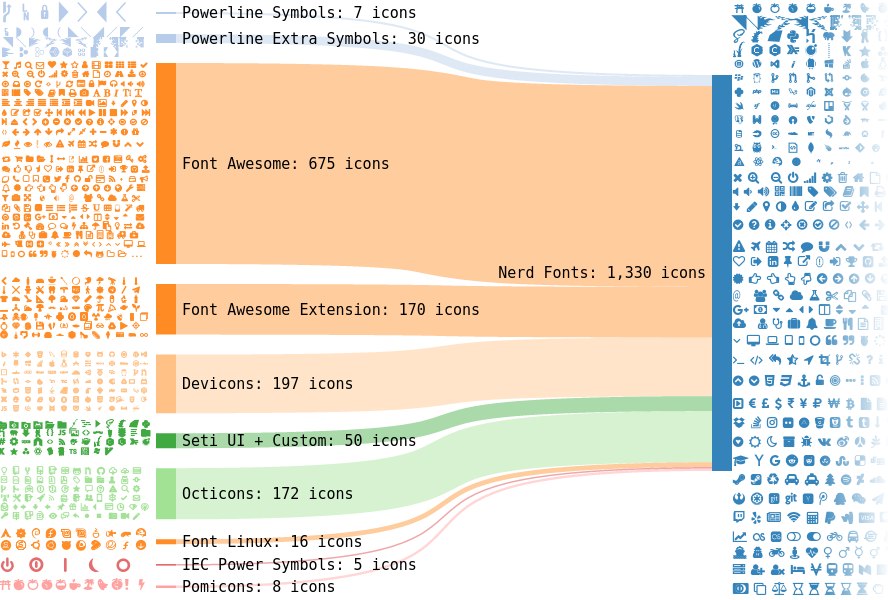 Powerline Symbols: 7 icons
Powerline Extra Symbols: 30 icons
Font Awesome: 675 icons
Nerd Fonts: 1,330 icons
Font Awesome Extension: 170 icons
Devicons: 197 icons
Seti UI + Custom: 50 icons
Octicons: 172 icons
Font Linux: 16 icons
IEC Power Symbols: 5 icons
Pomicons: 8 icons